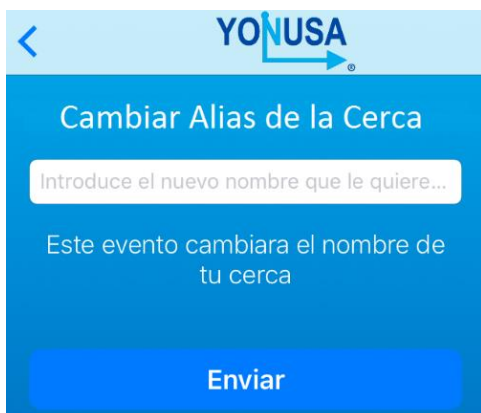 YONUSA
®
Cambiar Alias de la Cerca
Introduce el nuevo nombre que le quiere...
Este evento cambiara el nombre de
tu cerca
Enviar